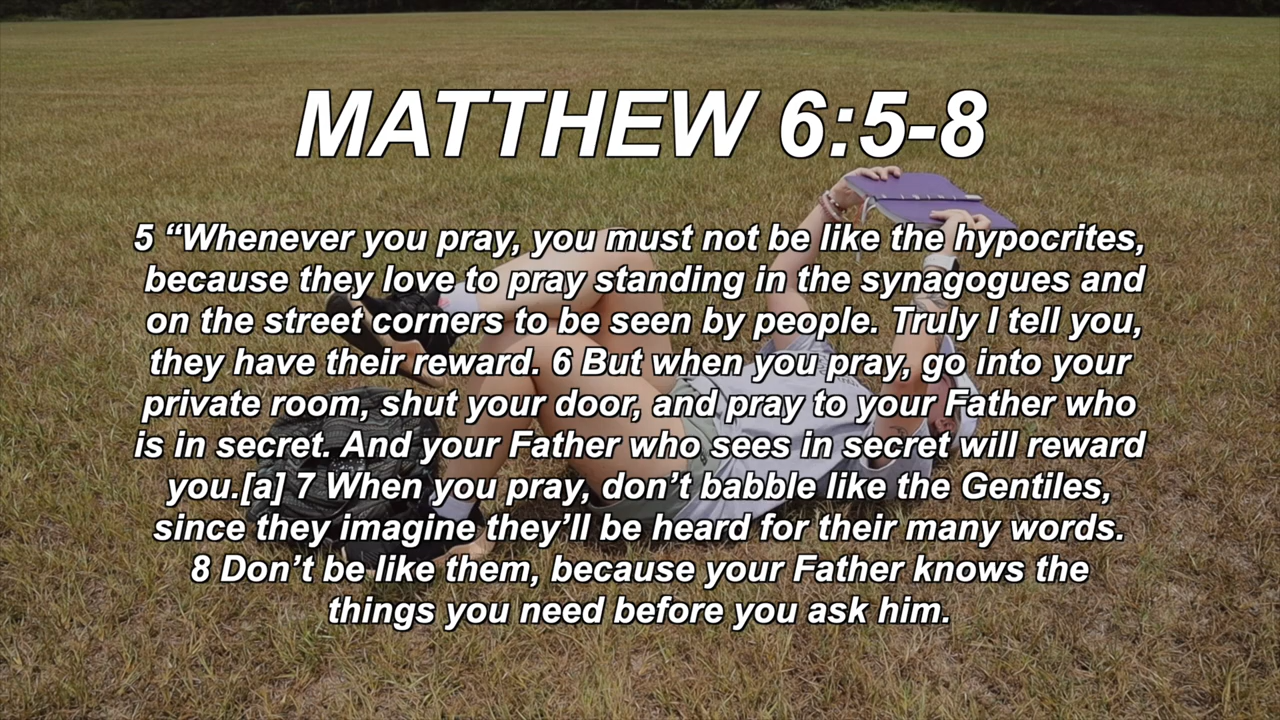 MATTHEW 6:5-8
5 “Whenever you pray, you must not be like the hypocrites,
because they love to pray standing in the synagogues and
on the street corners to be seen by people. Truly I tell you,
they have their reward. 6 But when you pray, go into your
private room, shut your door, and pray to your Father who
is in secret. And your Father who sees in secret will reward
you.[a] 7 When you pray, don’t babble like the Gentiles,
since they imagine they’ll be heard for their many words.
8 Don’t be like them, because your Father knows the
things you need before you ask him.